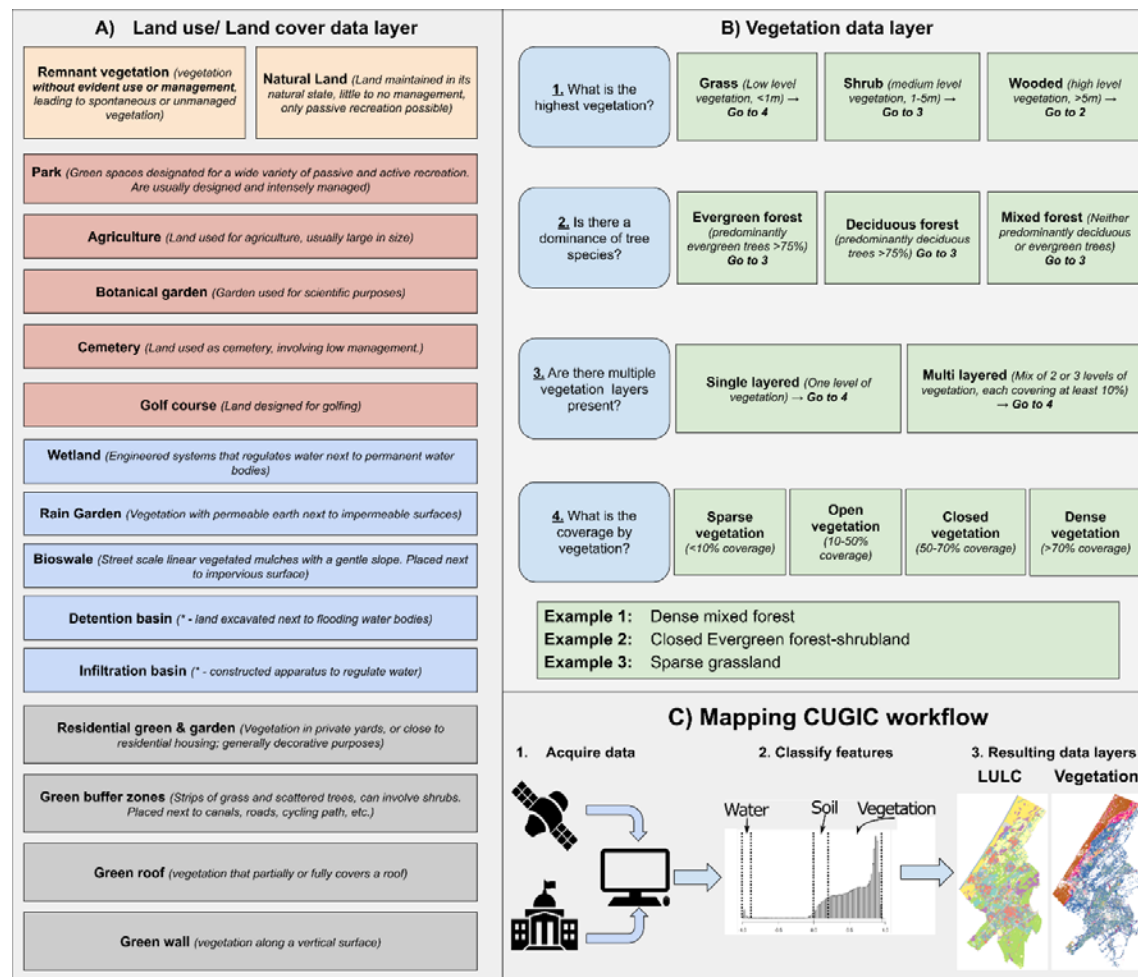 A) Land use/ Land cover data layer
Remnant vegetation (vegetation
without evident use or management,
leading to spontaneous or unmanaged
vegetation)
Natural Land (Land maintained in its
natural state, little to no management,
only passive recreation possible)
Park (Green spaces designated for a wide variety of passive and active recreation.
Are usually designed and intensely managed)
Agriculture (Land used for agriculture, usually large in size)
Botanical garden (Garden used for scientific purposes)
Cemetery (Land used as cemetery, involving low management.)
Golf course (Land designed for golfing)
Wetland (Engineered systems that regulates water next to permanent water
bodies)
Rain Garden (Vegetation with permeable earth next to impermeable surfaces)
Bioswale (Street scale linear vegetated mulches with a gentle slope. Placed next
to impervious surface)
Detention basin (* - land excavated next to flooding water bodies)
Infiltration basin (* - constructed apparatus to regulate water)
Residential green & garden (Vegetation in private yards, or close to
residential housing; generally decorative purposes)
Green buffer zones (Strips of grass and scattered trees, can involve shrubs.
Placed next to canals, roads, cycling path, etc.)
Green roof (vegetation that partially or fully covers a roof)
Green wall (vegetation along a vertical surface)
B) Vegetation data layer
1. What is the
highest vegetation?
Grass (Low level
vegetation, <1m) →
Go to 4
Shrub (medium level
vegetation, 1-5m) →
Go to 3
Wooded (high level
vegetation, >5m) →
Go to 2
2. Is there a
dominance of tree
species?
Evergreen forest
(predominantly
evergreen trees >75%)
Go to 3
Deciduous forest
(predominantly deciduous
trees >75%) Go to 3
Mixed forest (Neither
predominantly deciduous
or evergreen trees)
Go to 3
3. Are there multiple
vegetation layers
present?
Single layered (One level of
vegetation) → Go to 4
Multi layered (Mix of 2 or 3 levels of
vegetation, each covering at least 10%)
→ Go to 4
4. What is the
coverage by
vegetation?
Sparse
vegetation
(<10% coverage)
Open
vegetation
(10-50%
coverage)
Closed
vegetation
(50-70% coverage)
Dense
vegetation
(>70% coverage)
Example 1: Dense mixed forest
Example 2: Closed Evergreen forest-shrubland
Example 3: Sparse grassland
C) Mapping CUGIC workflow
1. Acquire data
2. Classify features
3. Resulting data layers
LULC Vegetation
Water Soil Vegetation